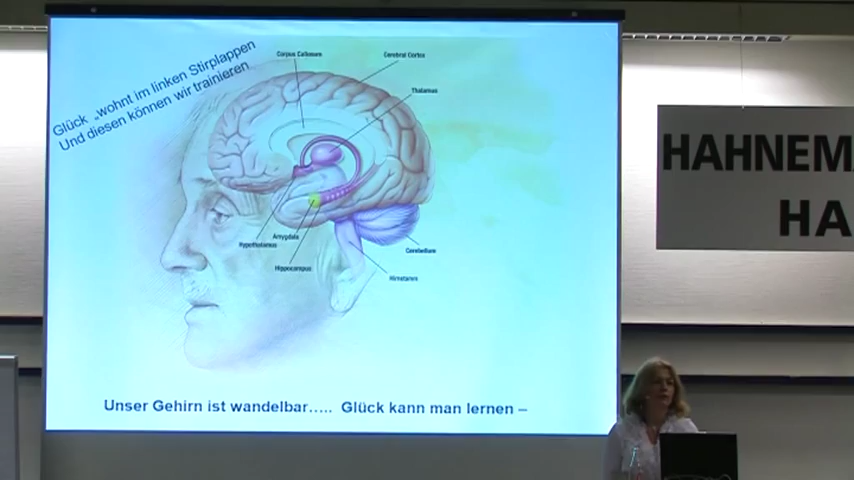 Glück „wohnt im linken Stirplappen
Und diesen können wir trainieren
Corpus Callosum
Cerebral Cortex
Thalamus
Amygdala
Hypothalamus
Hippocampus
Cerebellum
Hirnstamm
Unser Gehirn ist wandelbar….. Glück kann man lernen –
HAHNEM
HA